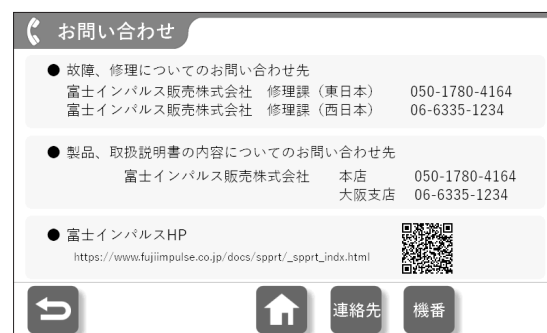 お問い合わせ
● 故障、修理についてのお問い合わせ先
富士インパルス販売株式会社 修理課（東日本） 050-1780-4164
富士インパルス販売株式会社 修理課（西日本） 06-6335-1234
● 製品、取扱説明書の内容についてのお問い合わせ先
富士インパルス販売株式会社 本店 050-1780-4164
大阪支店 06-6335-1234
● 富士インパルスHP
https://www.fujiimpulse.co.jp/docs/spprt/_spprt_indx.html
連絡先 機番